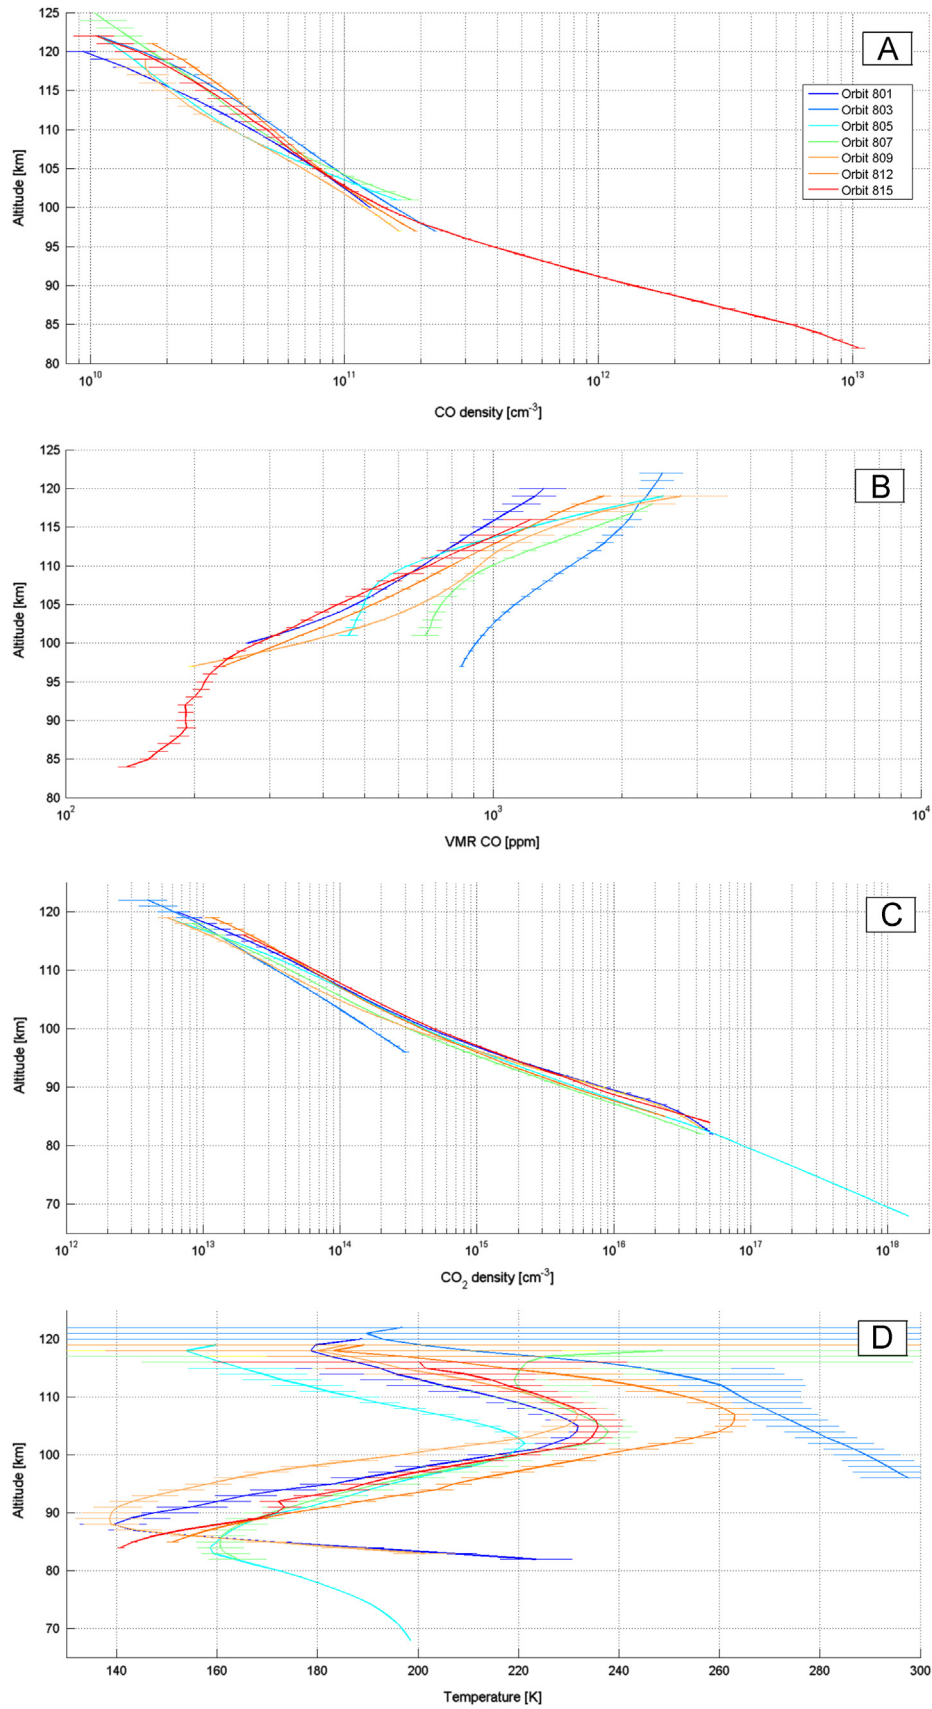 125
120
115
110
105
100
95
90
85
80
Altitude [km]
A
Orbit 801
Orbit 803
Orbit 805
Orbit 807
Orbit 809
Orbit 812
Orbit 815
10^10 10^11 10^12 10^13
CO density [cm^-3]
125
120
115
110
105
100
95
90
85
80
Altitude [km]
B
10^2 10^3 10^4
VMR CO [ppm]
120
110
100
90
80
70
Altitude [km]
C
10^12 10^13 10^14 10^15 10^16 10^17 10^18
CO_2 density [cm^-3]
120
110
100
90
80
70
Altitude [km]
D
140 160 180 200 220 240 260 280 300
Temperature [K]